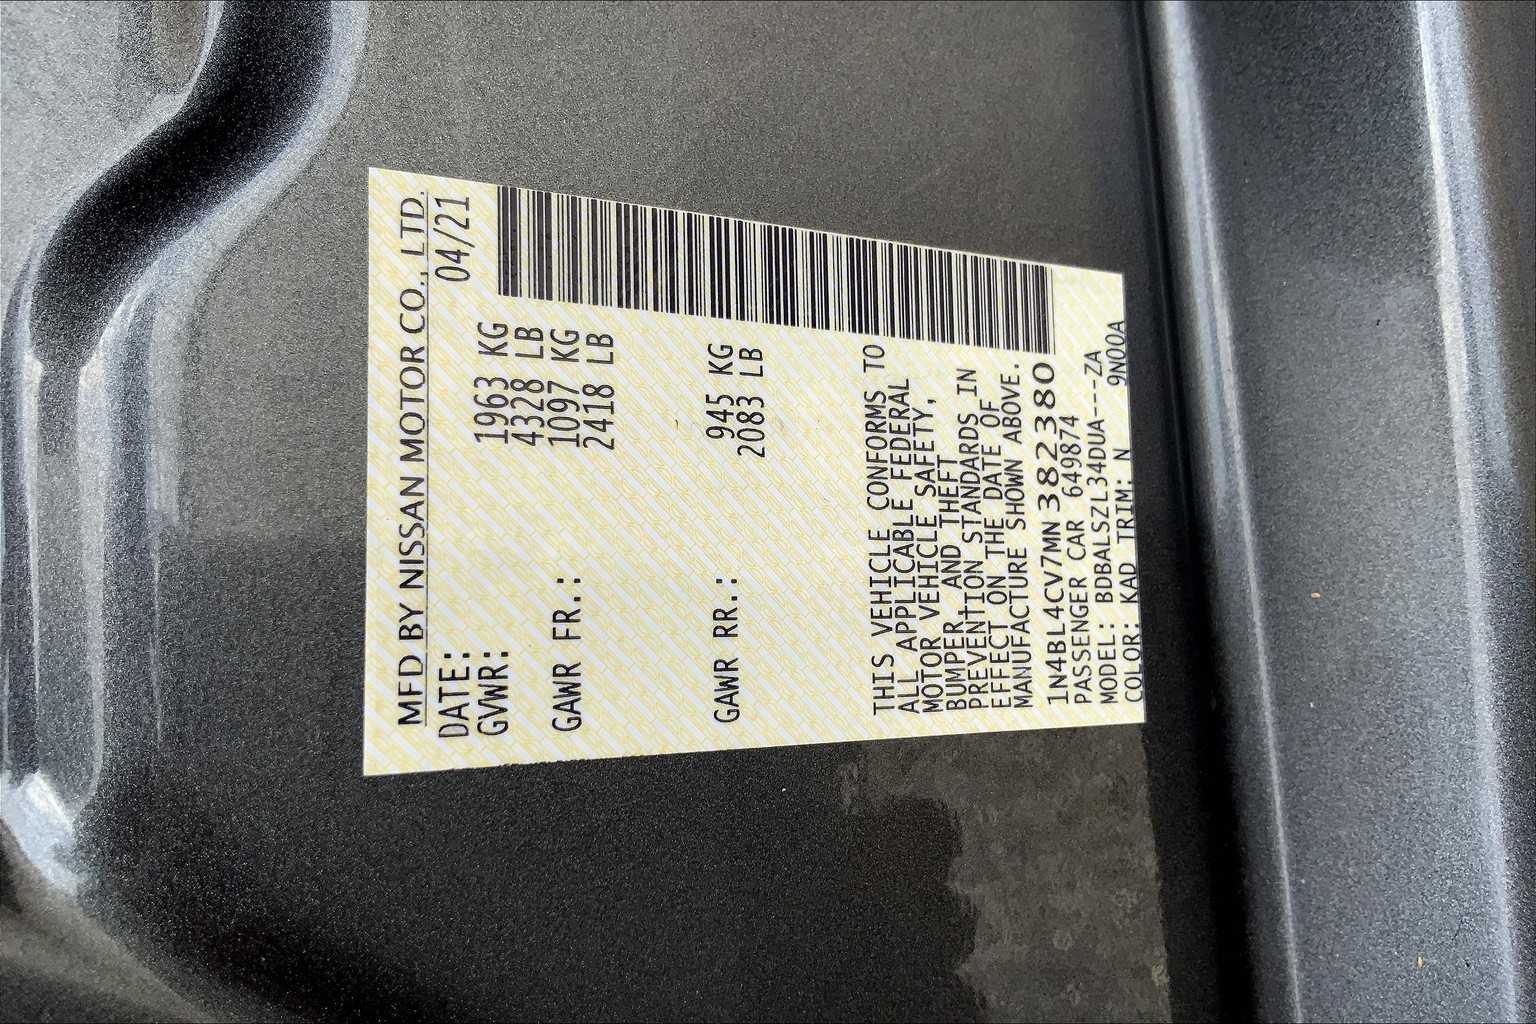 MFD BY NISSAN MOTOR CO., LTD.
DATE: 04/21
GVWR: 1963 KG
4328 LB
GAWR FR.: 1097 KG
2418 LB
GAWR RR.: 945 KG
2083 LB
THIS VEHICLE CONFORMS TO
ALL APPLICABLE FEDERAL
MOTOR VEHICLE SAFETY,
BUMPER AND THEFT
PREVENTION STANDARDS IN
EFFECT ON THE DATE OF
MANUFACTURE SHOWN ABOVE.
1N4BL4CV7MN382380
PASSENGER CAR 649874
MODEL: BDBALSZL34DUA---ZA
COLOR: KAD TRIM: N 9N00A